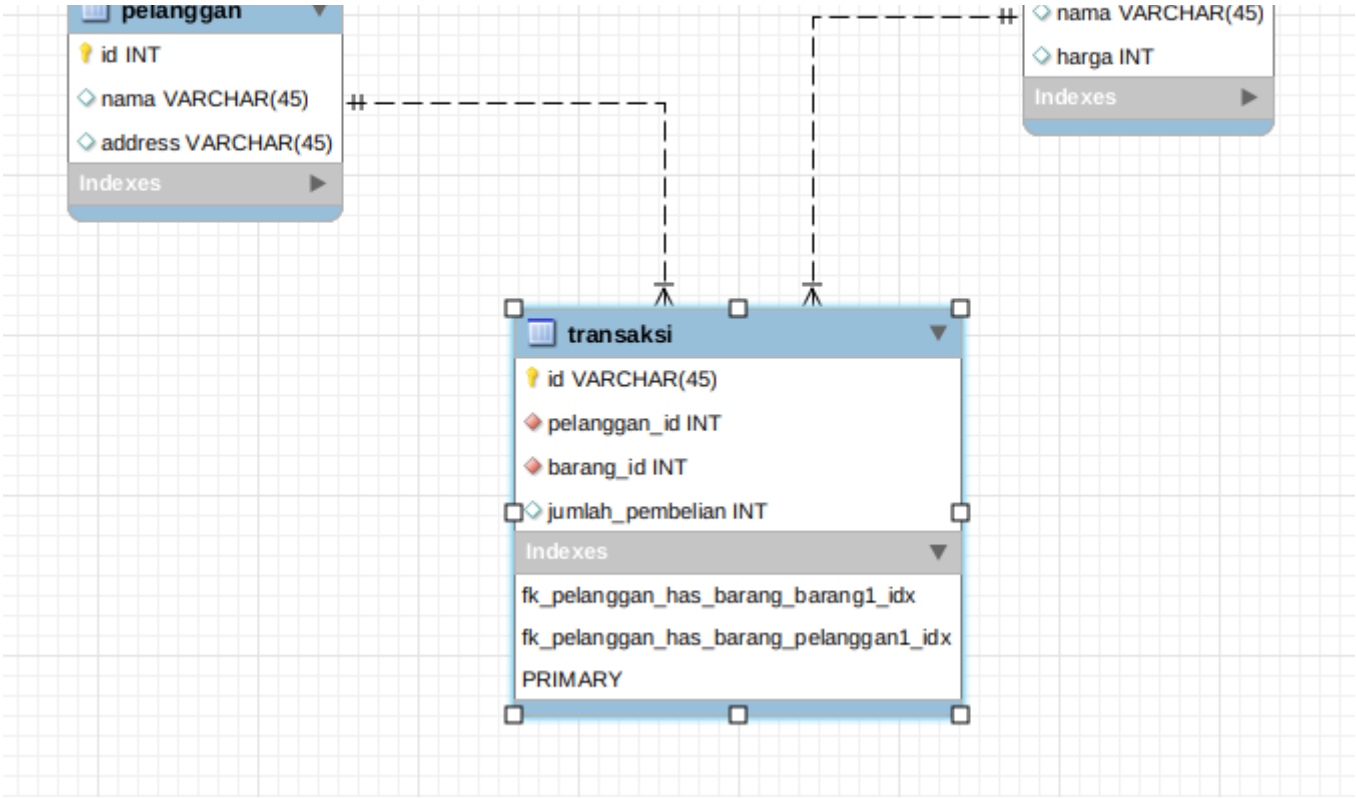 pelanggan
id INT
nama VARCHAR(45)
address VARCHAR(45)
Indexes
nama VARCHAR(45)
harga INT
Indexes
transaksi
id VARCHAR(45)
pelanggan_id INT
barang_id INT
jumlah_pembelian INT
Indexes
fk_pelanggan_has_barang_barang1_idx
fk_pelanggan_has_barang_pelanggan1_idx
PRIMARY